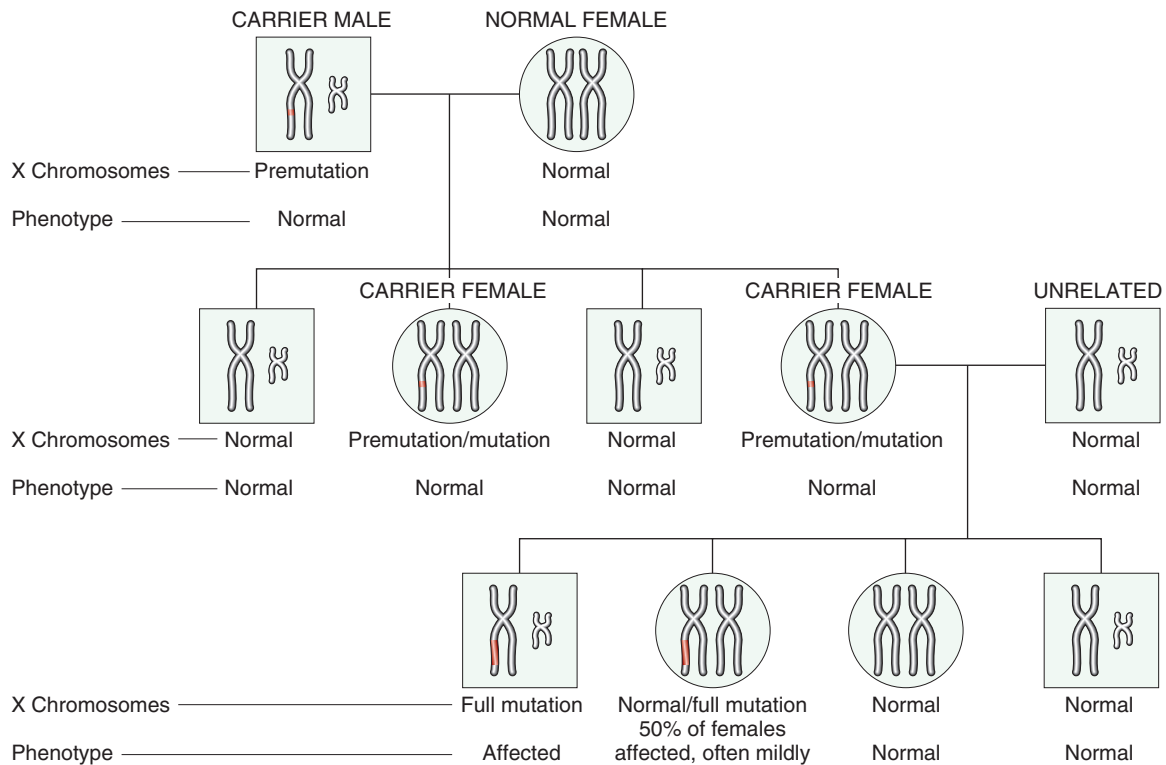 CARRIER MALE NORMAL FEMALE
X Chromosomes Premutation Normal
Phenotype Normal Normal
CARRIER FEMALE CARRIER FEMALE UNRELATED
X Chromosomes Normal Premutation/mutation Normal Premutation/mutation Normal
Phenotype Normal Normal Normal Normal Normal
X Chromosomes Full mutation Normal/full mutation Normal Normal
50% of females
Phenotype Affected affected, often mildly Normal Normal